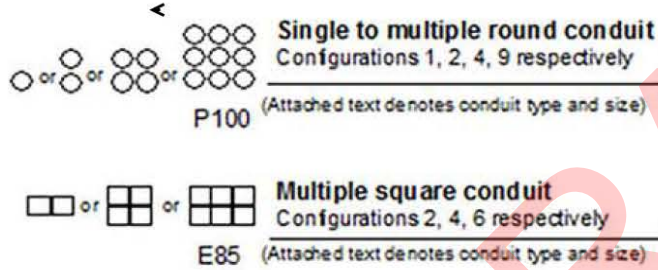 Single to multiple round conduit
or or or Confgurations 1, 2, 4, 9 respectively
P100 (Attached text denotes conduit type and size)
Multiple square conduit
or or Confgurations 2, 4, 6 respectively
E85 (Attached text denotes conduit type and size)